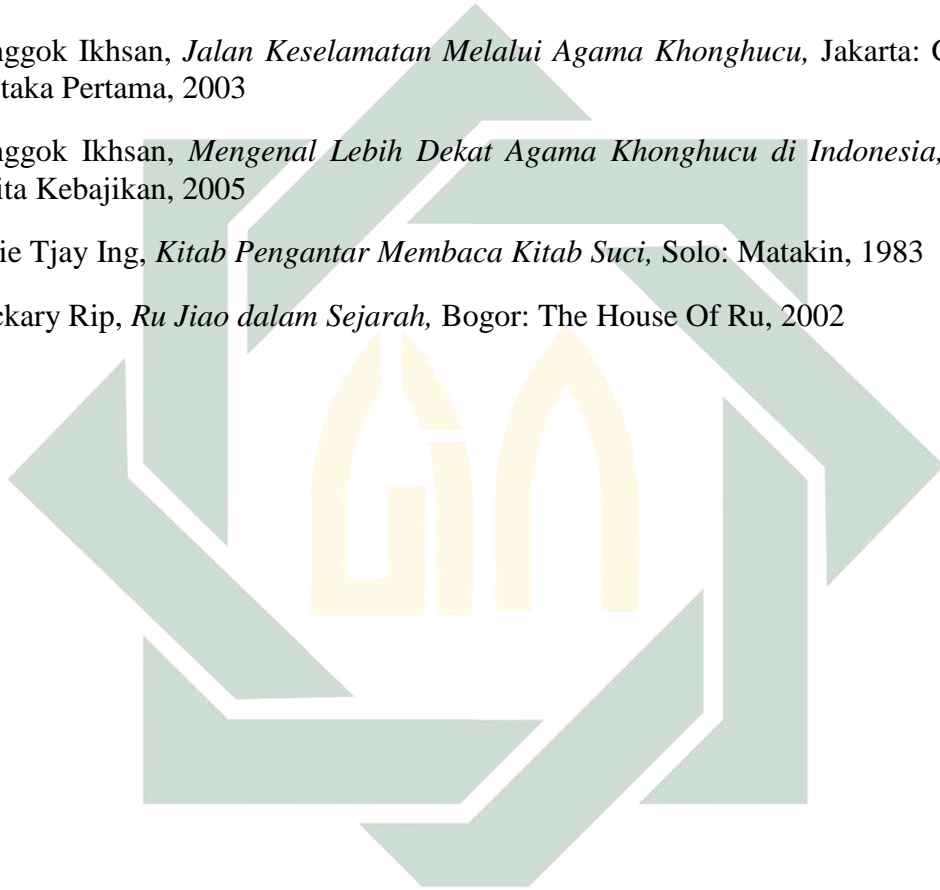 nggok Ikhsan, Jalan Keselamatan Melalui Agama Khonghucu, Jakarta:
taka Pertama, 2003
nggok Ikhsan, Mengenal Lebih Dekat Agama Khonghucu di Indonesia,
ita Kebajikan, 2005
ie Tjay Ing, Kitab Pengantar Membaca Kitab Suci, Solo: Matakin, 1983
ckary Rip, Ru Jiao dalam Sejarah, Bogor: The House Of Ru, 2002